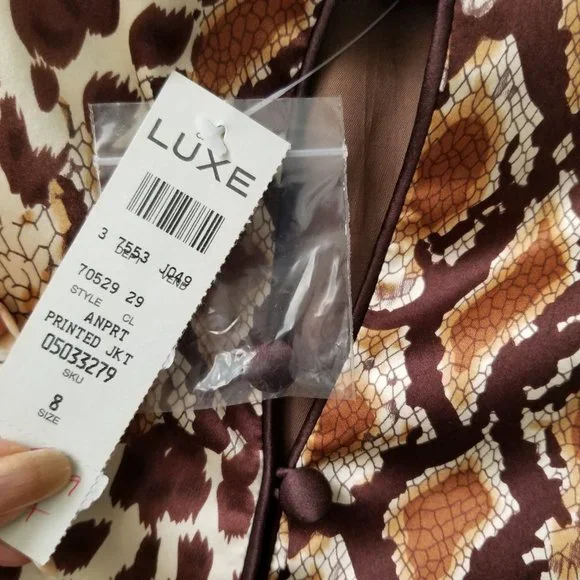 LUXE
3 7553 J049
DEPT VEND
70529 29
STYLE CL
ANPRT
PRINTED JKT
05033279
SKU
8
SIZE